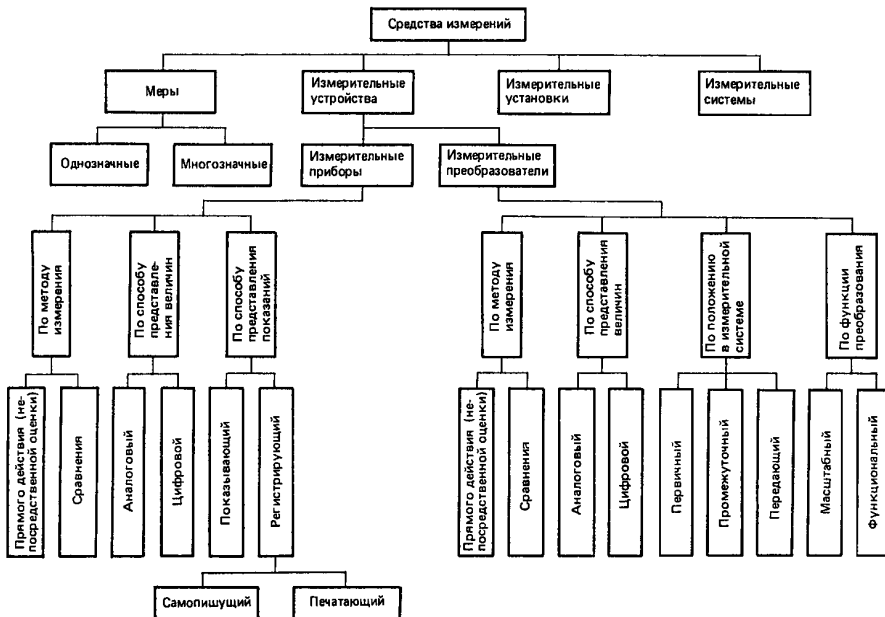 Средства измерений
Меры
Измерительные
устройства
Измерительные
установки
Измерительные
системы
Однозначные
Многозначные
Измерительные
приборы
Измерительные
преобразователи
По методу
измерения
По способу
представле-
ния величин
По способу
представления
показаний
По методу
измерения
По способу
представления
величин
По положению
в измерительной
системе
По функции
преобразования
Прямого действия (не-
посредственной оценки)
Сравнения
Аналоговый
Цифровой
Показывающий
Регистрирующий
Прямого действия (не-
посредственной оценки)
Сравнения
Аналоговый
Цифровой
Первичный
Промежуточный
Передающий
Масштабный
Функциональный
Самопишущий
Печатающий